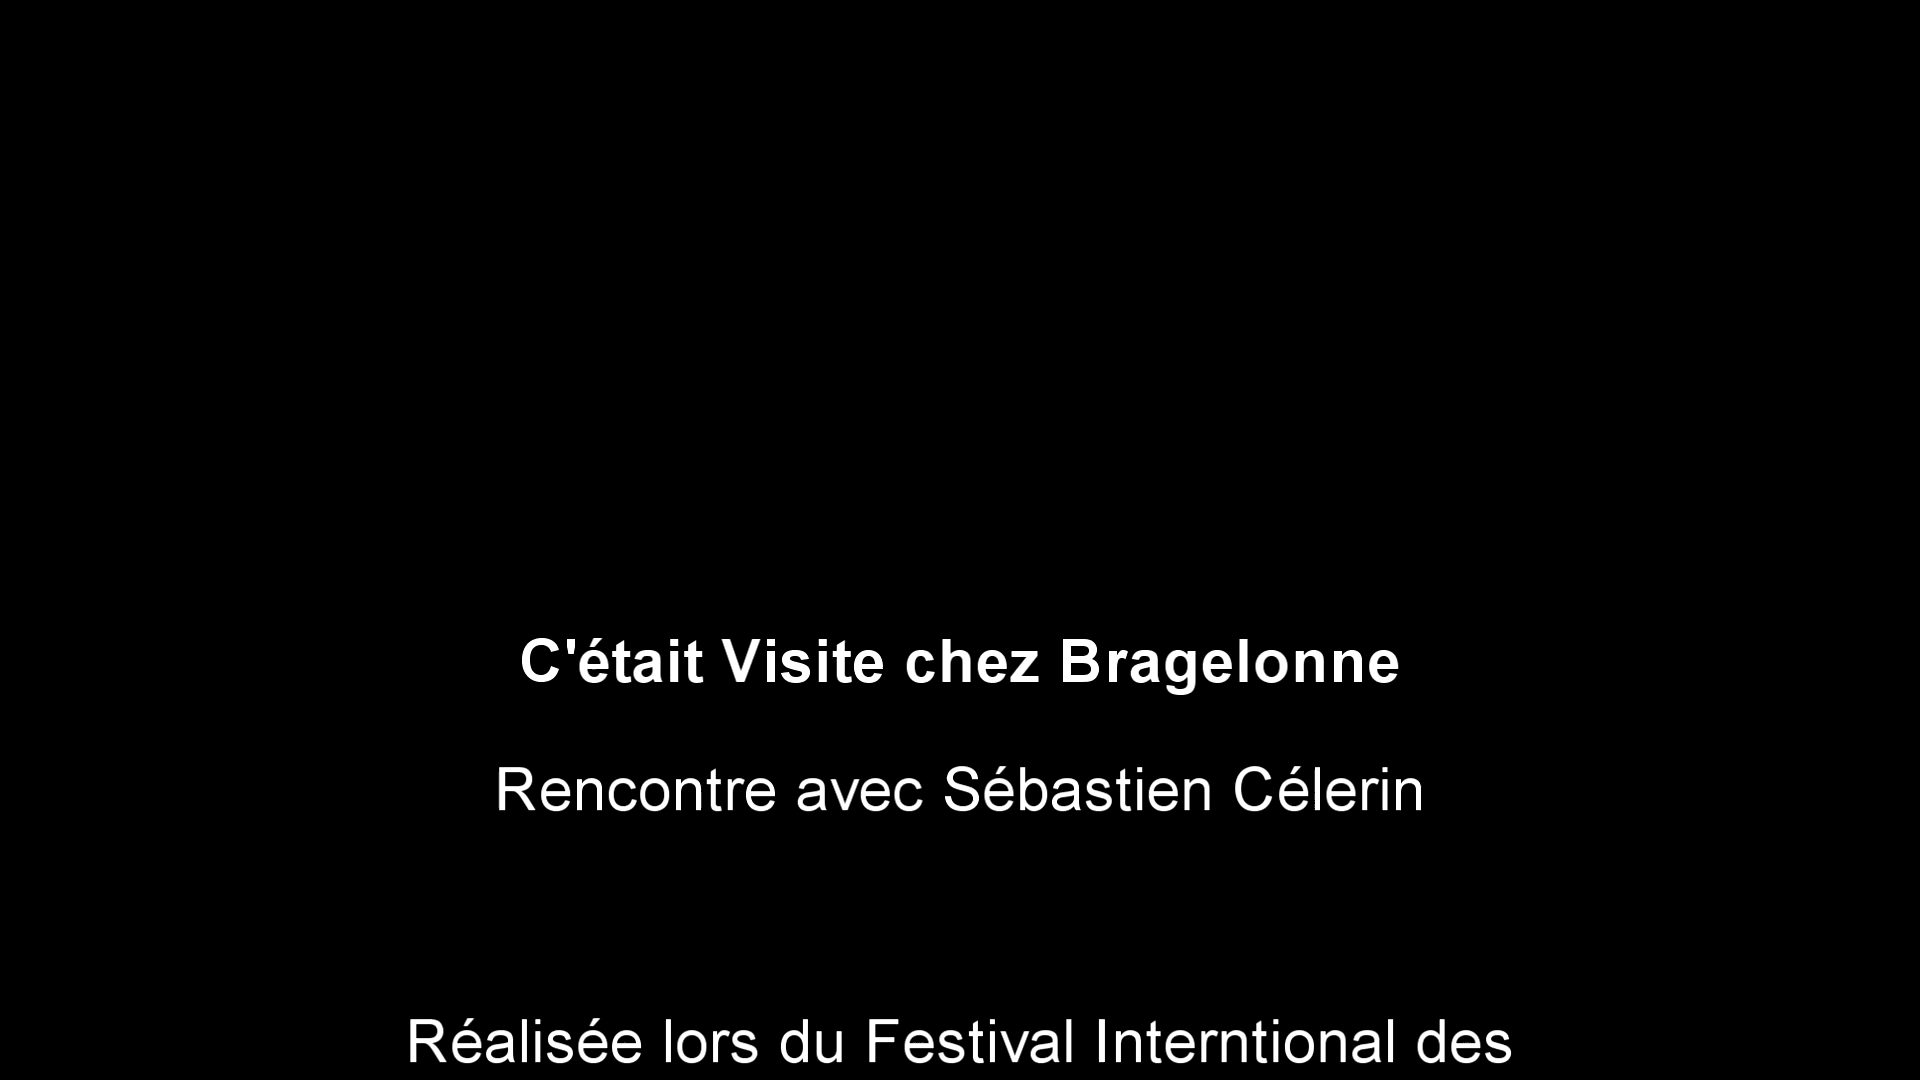 C'était Visite chez Bragelonne
Rencontre avec Sébastien Célerin
Réalisée lors du Festival Interntional des